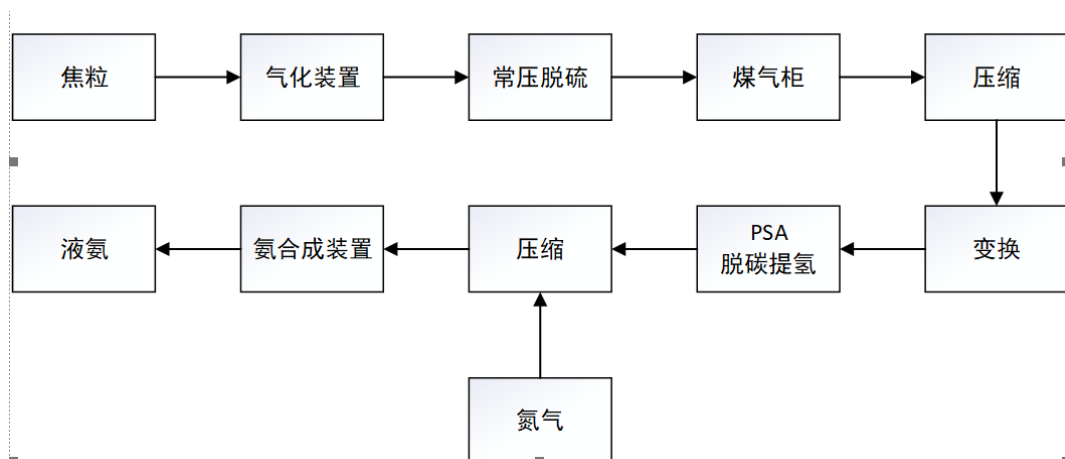 焦粒
气化装置
常压脱硫
煤气柜
压缩
液氨
氨合成装置
压缩
PSA
脱碳提氢
变换
氮气